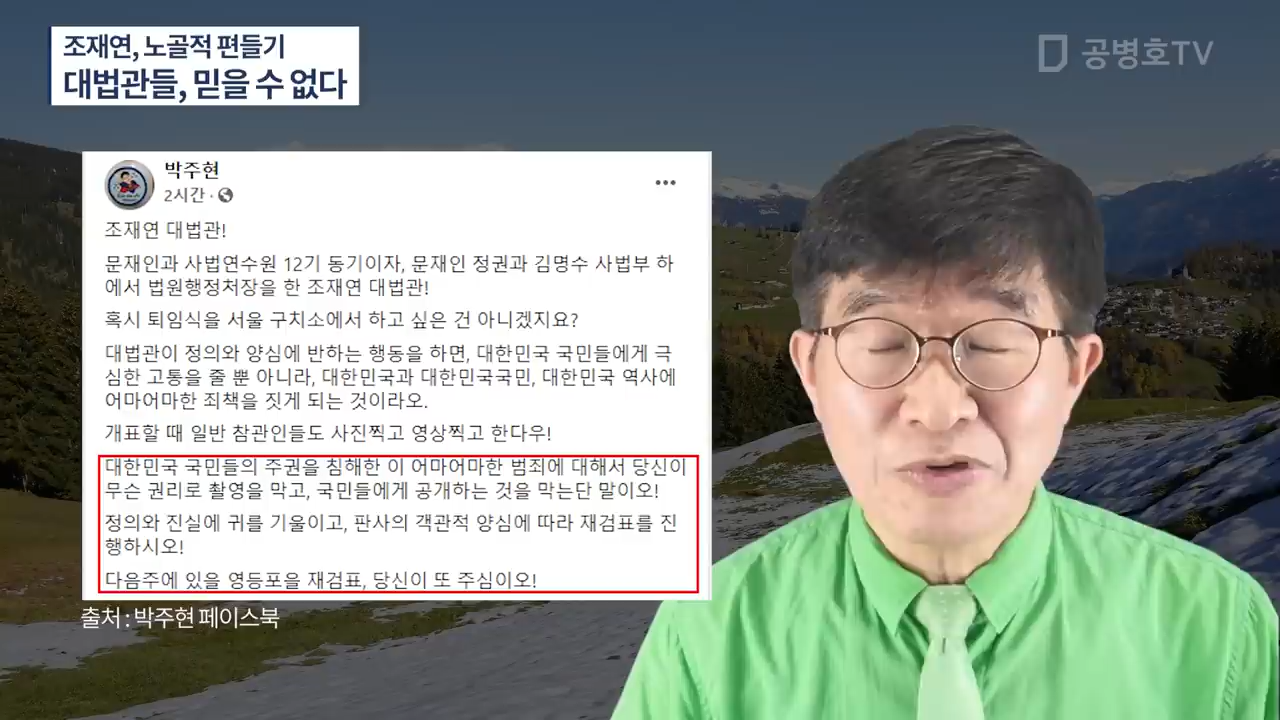 조재연, 노골적 편들기
대법관들, 믿을 수 없다
공병호TV
박주현
2시간 ·
조재연 대법관!
문재인과 사법연수원 12기 동기이자, 문재인 정권과 김명수 사법부 하
에서 법원행정처장을 한 조재연 대법관!
혹시 퇴임식을 서울 구치소에서 하고 싶은 건 아니겠지요?
대법관이 정의와 양심에 반하는 행동을 하면, 대한민국 국민들에게 극
심한 고통을 줄 뿐 아니라, 대한민국과 대한민국국민, 대한민국 역사에
어마어마한 죄책을 짓게 되는 것이라오.
개표할 때 일반 참관인들도 사진찍고 영상찍고 한다우!
대한민국 국민들의 주권을 침해한 이 어마어마한 범죄에 대해서 당신이
무슨 권리로 촬영을 막고, 국민들에게 공개하는 것을 막는단 말이오!
정의와 진실에 귀를 기울이고, 판사의 객관적 양심에 따라 재검표를 진
행하시오!
다음주에 있을 영등포을 재검표, 당신이 또 주심이오!
출처 : 박주현 페이스북